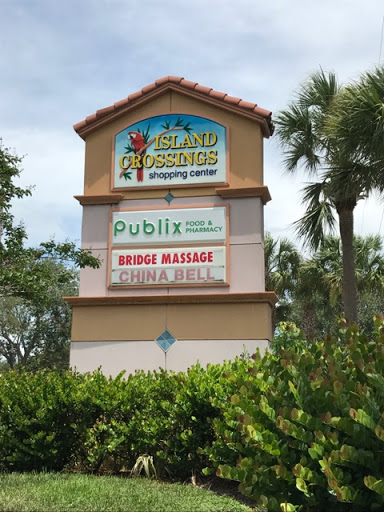 ISLAND
CROSSINGS
shopping center
Publix FOOD &
PHARMACY
BRIDGE MASSAGE
CHINA BELL